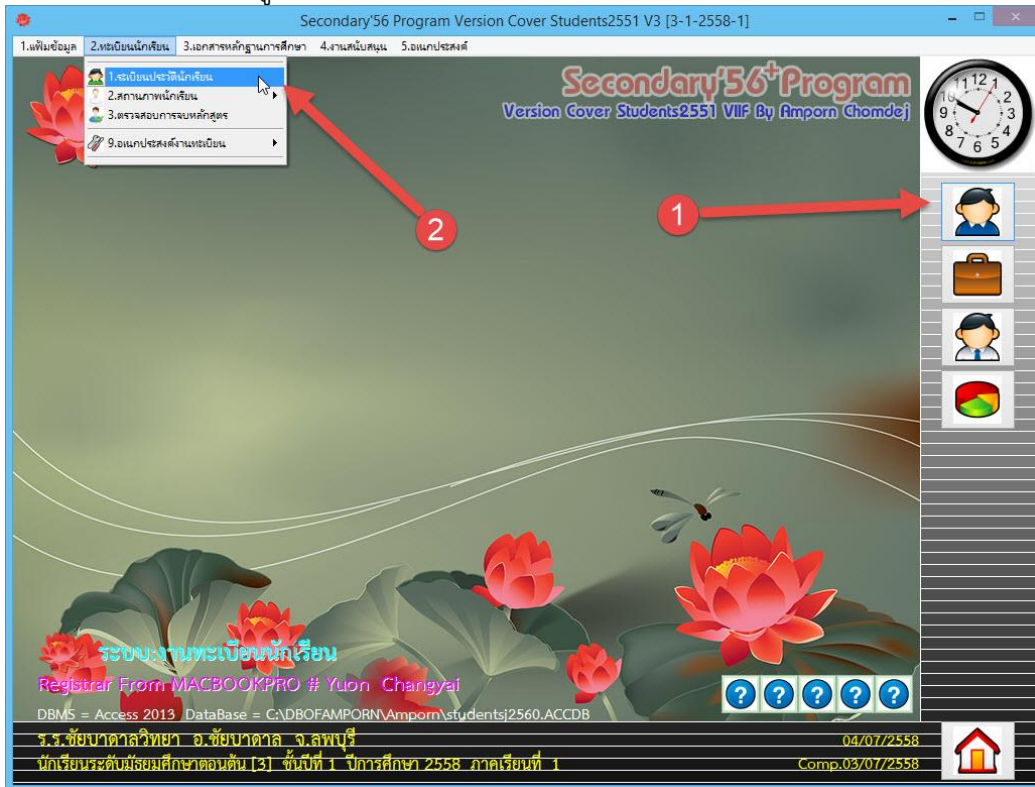 Secondary'56 Program Version Cover Students2551 V3 [3-1-2558-1]
1.แฟ้มข้อมูล 2.ทะเบียนนักเรียน 3.เอกสารหลักฐานการศึกษา 4.งานสนับสนุน 5.อเนกประสงค์
1.ระเบียนประวัตินักเรียน
2.สถานภาพนักเรียน
3.ตรวจสอบการจบหลักสูตร
9.อเนกประสงค์งานทะเบียน
Secondary'56+Program
Version Cover Students2551 VIIF By Amporn Chomdej
12 1 2 3 4 5 6 7 8 9 10 11
1
2
ระบบ:งานทะเบียนนักเรียน
Registrar From MACBOOKPRO # Yuon Changyai
DBMS = Access 2013 DataBase = C:\DBOFAMPORN\Amporn\studentsj2560.ACCDB
? ? ? ? ?
ร.ร.ชัยบาดาลวิทยา อ.ชัยบาดาล จ.ลพบุรี 04/07/2558
นักเรียนระดับมัธยมศึกษาตอนต้น [3] ชั้นปีที่ 1 ปีการศึกษา 2558 ภาคเรียนที่ 1 Comp.03/07/2558